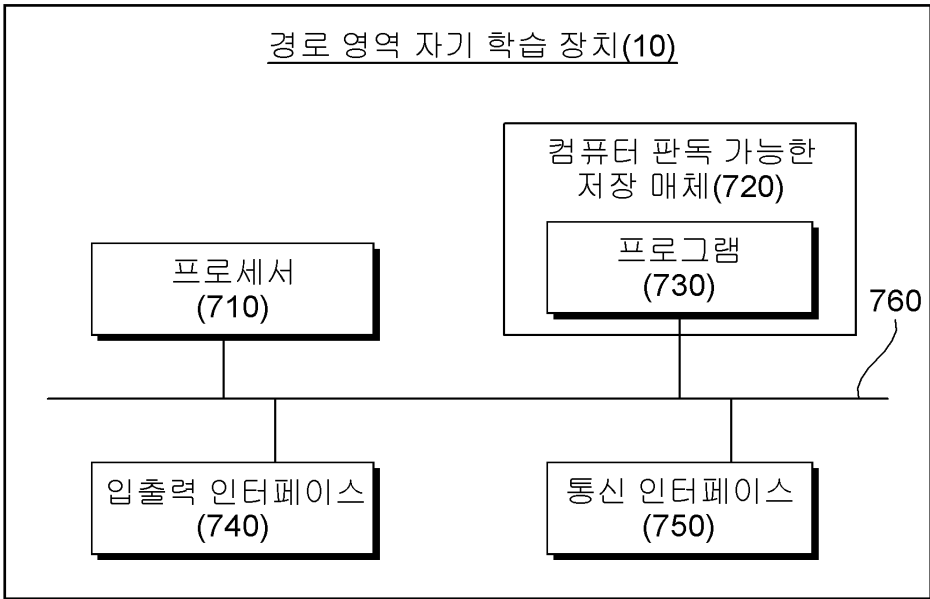 경로 영역 자기 학습 장치(10)
컴퓨터 판독 가능한
저장 매체(720)
프로그램
(730)
프로세서
(710)
760
입출력 인터페이스
(740)
통신 인터페이스
(750)